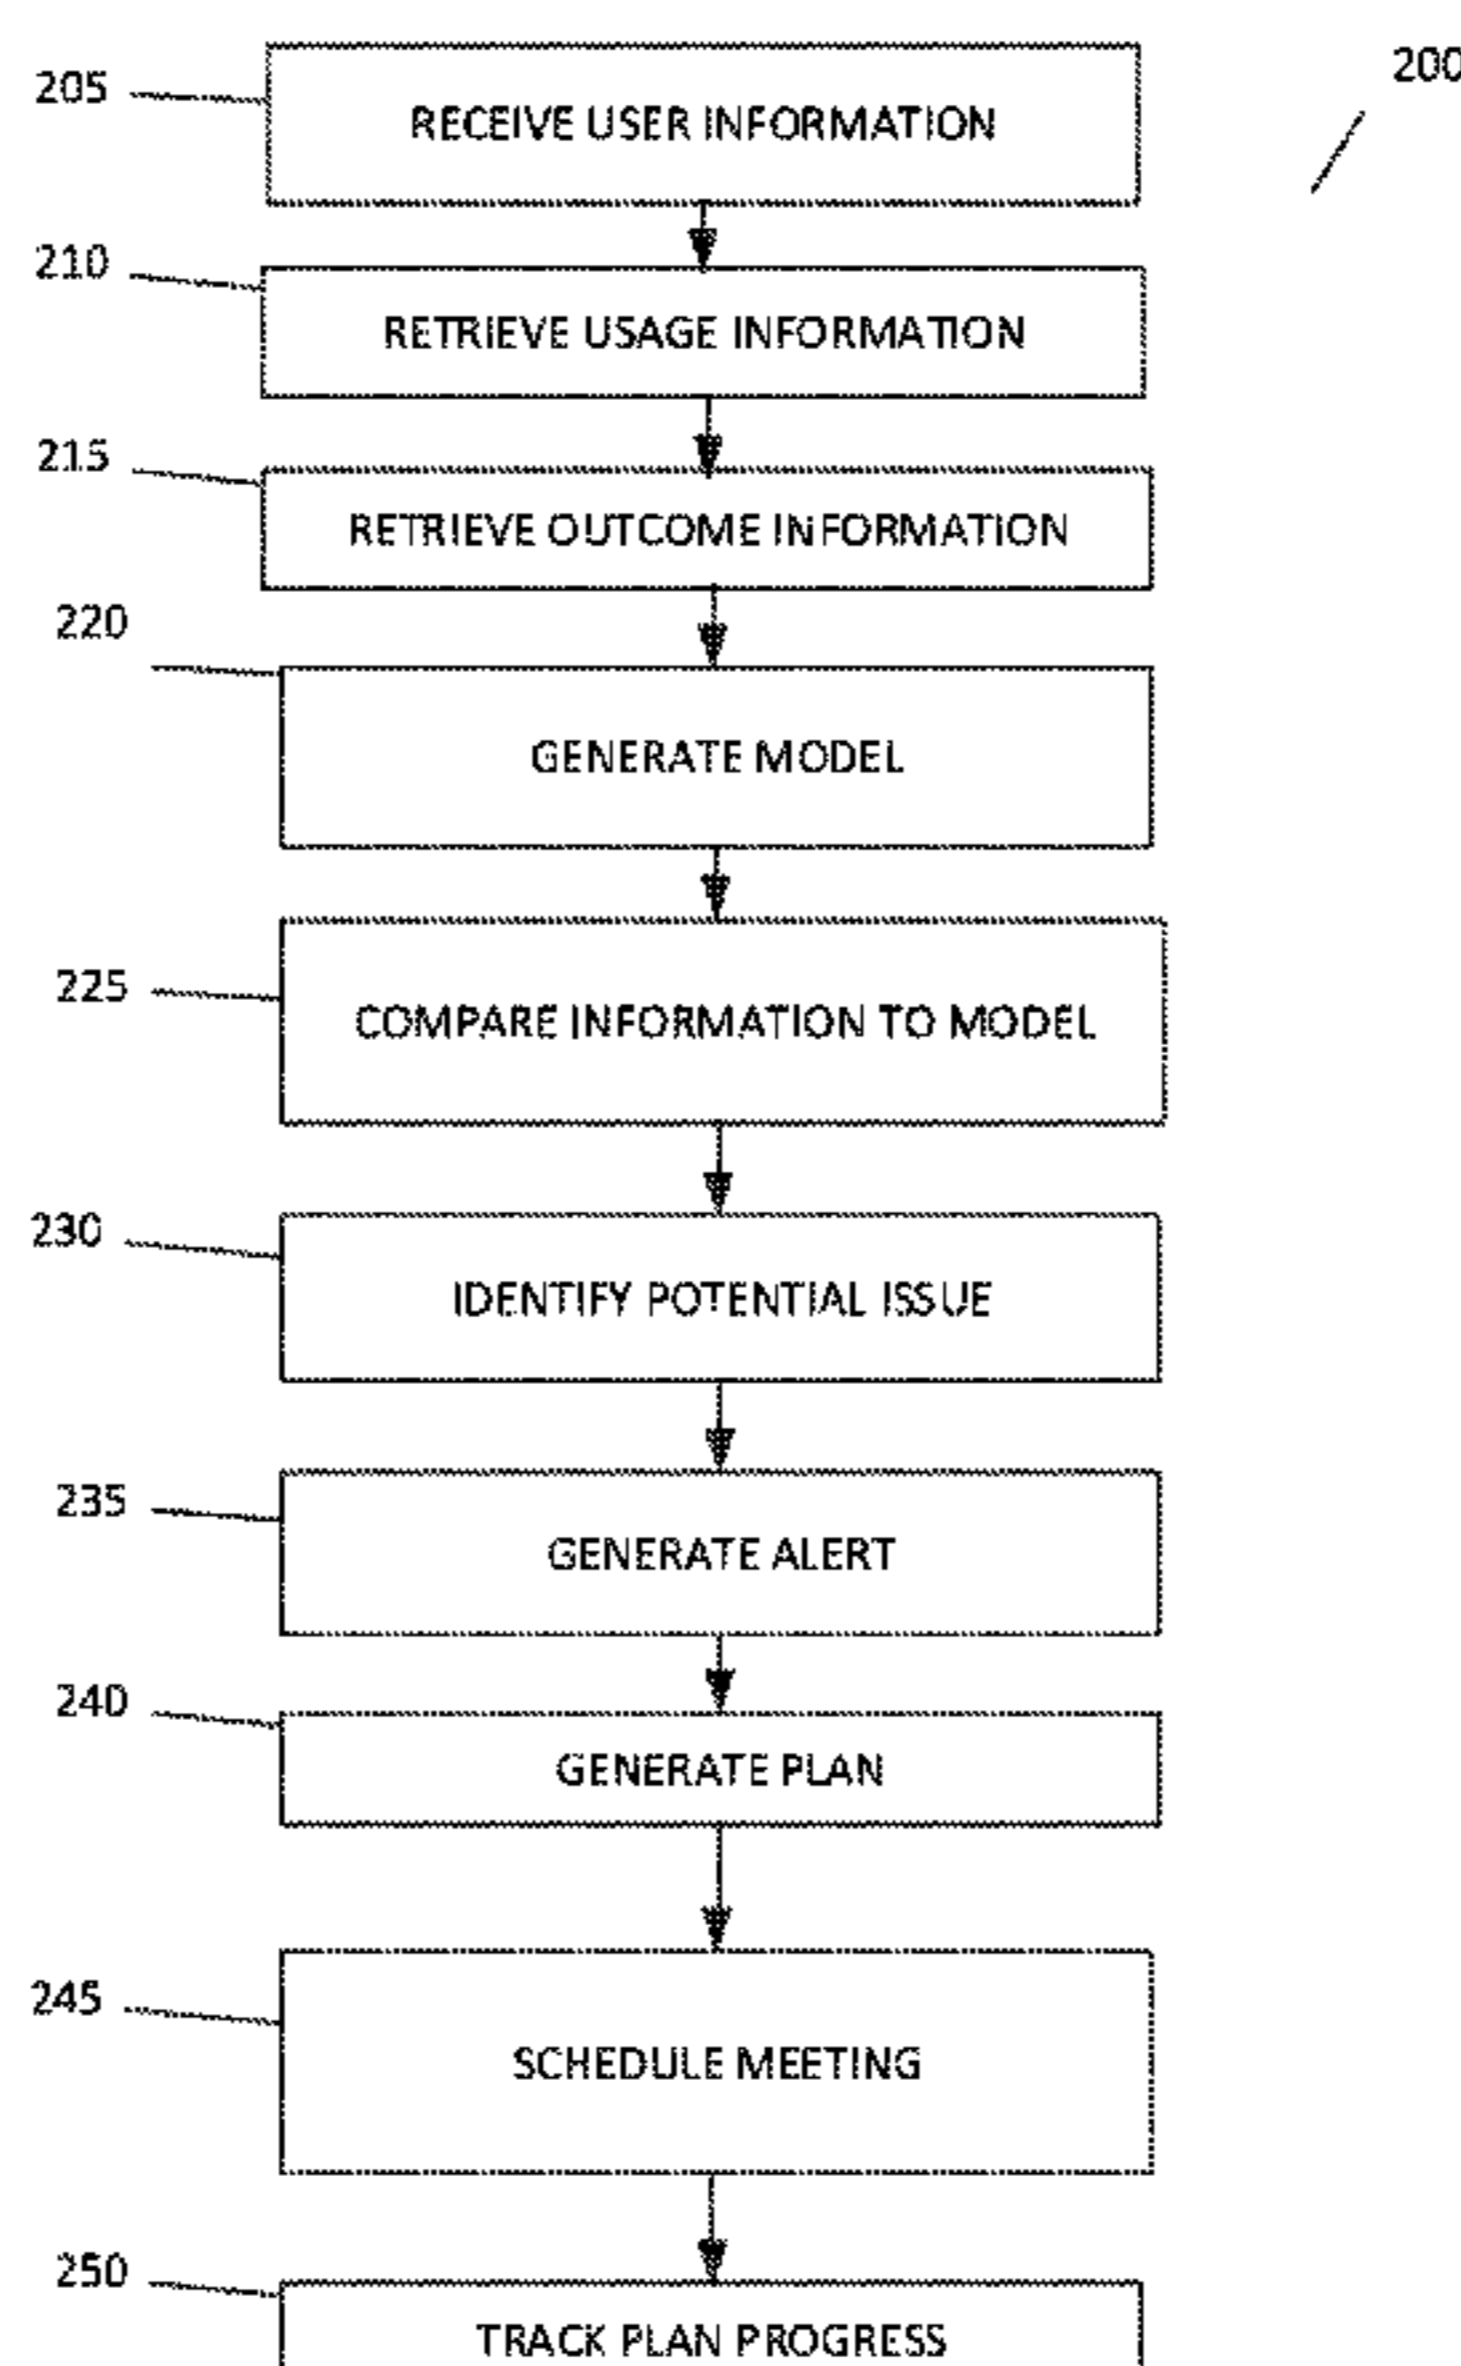 200
205
RECEIVE USER INFORMATION
210
RETRIEVE USAGE INFORMATION
215
RETRIEVE OUTCOME INFORMATION
220
GENERATE MODEL
225
COMPARE INFORMATION TO MODEL
230
IDENTIFY POTENTIAL ISSUE
235
GENERATE ALERT
240
GENERATE PLAN
245
SCHEDULE MEETING
250
TRACK PLAN PROGRESS